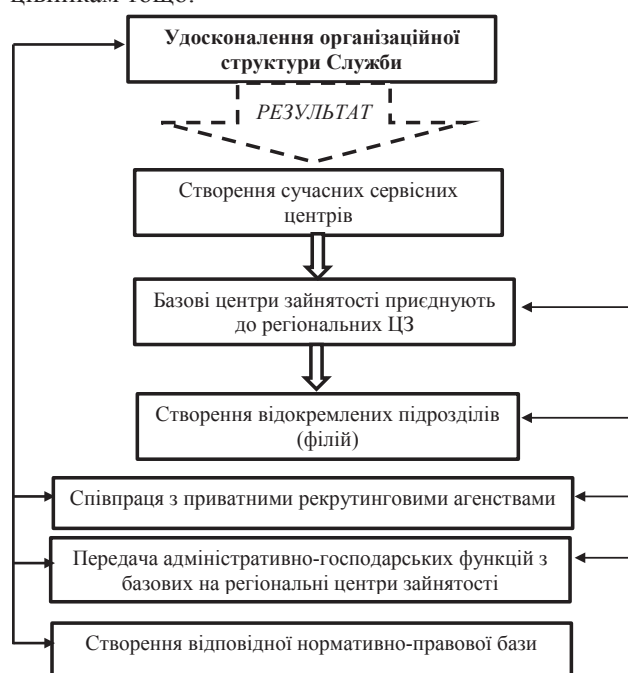 цівникам тощо.
Удосконалення організаційної
структури Служби
РЕЗУЛЬТАТ
Створення сучасних сервісних
центрів
Базові центри зайнятості приєднують
до регіональних ЦЗ
Створення відокремлених підрозділів
(філій)
Співпраця з приватними рекрутинговими агенствами
Передача адміністративно-господарських функцій з
базових на регіональні центри зайнятості
Створення відповідної нормативно-правової бази